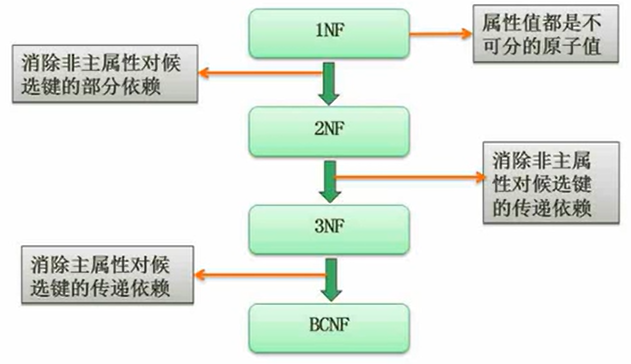 1NF
属性值都是不
可分的原子值
消除非主属性对候
选键的部分依赖
2NF
消除非主属
性对候选键
的传递依赖
3NF
消除主属性对候
选键的传递依赖
BCNF